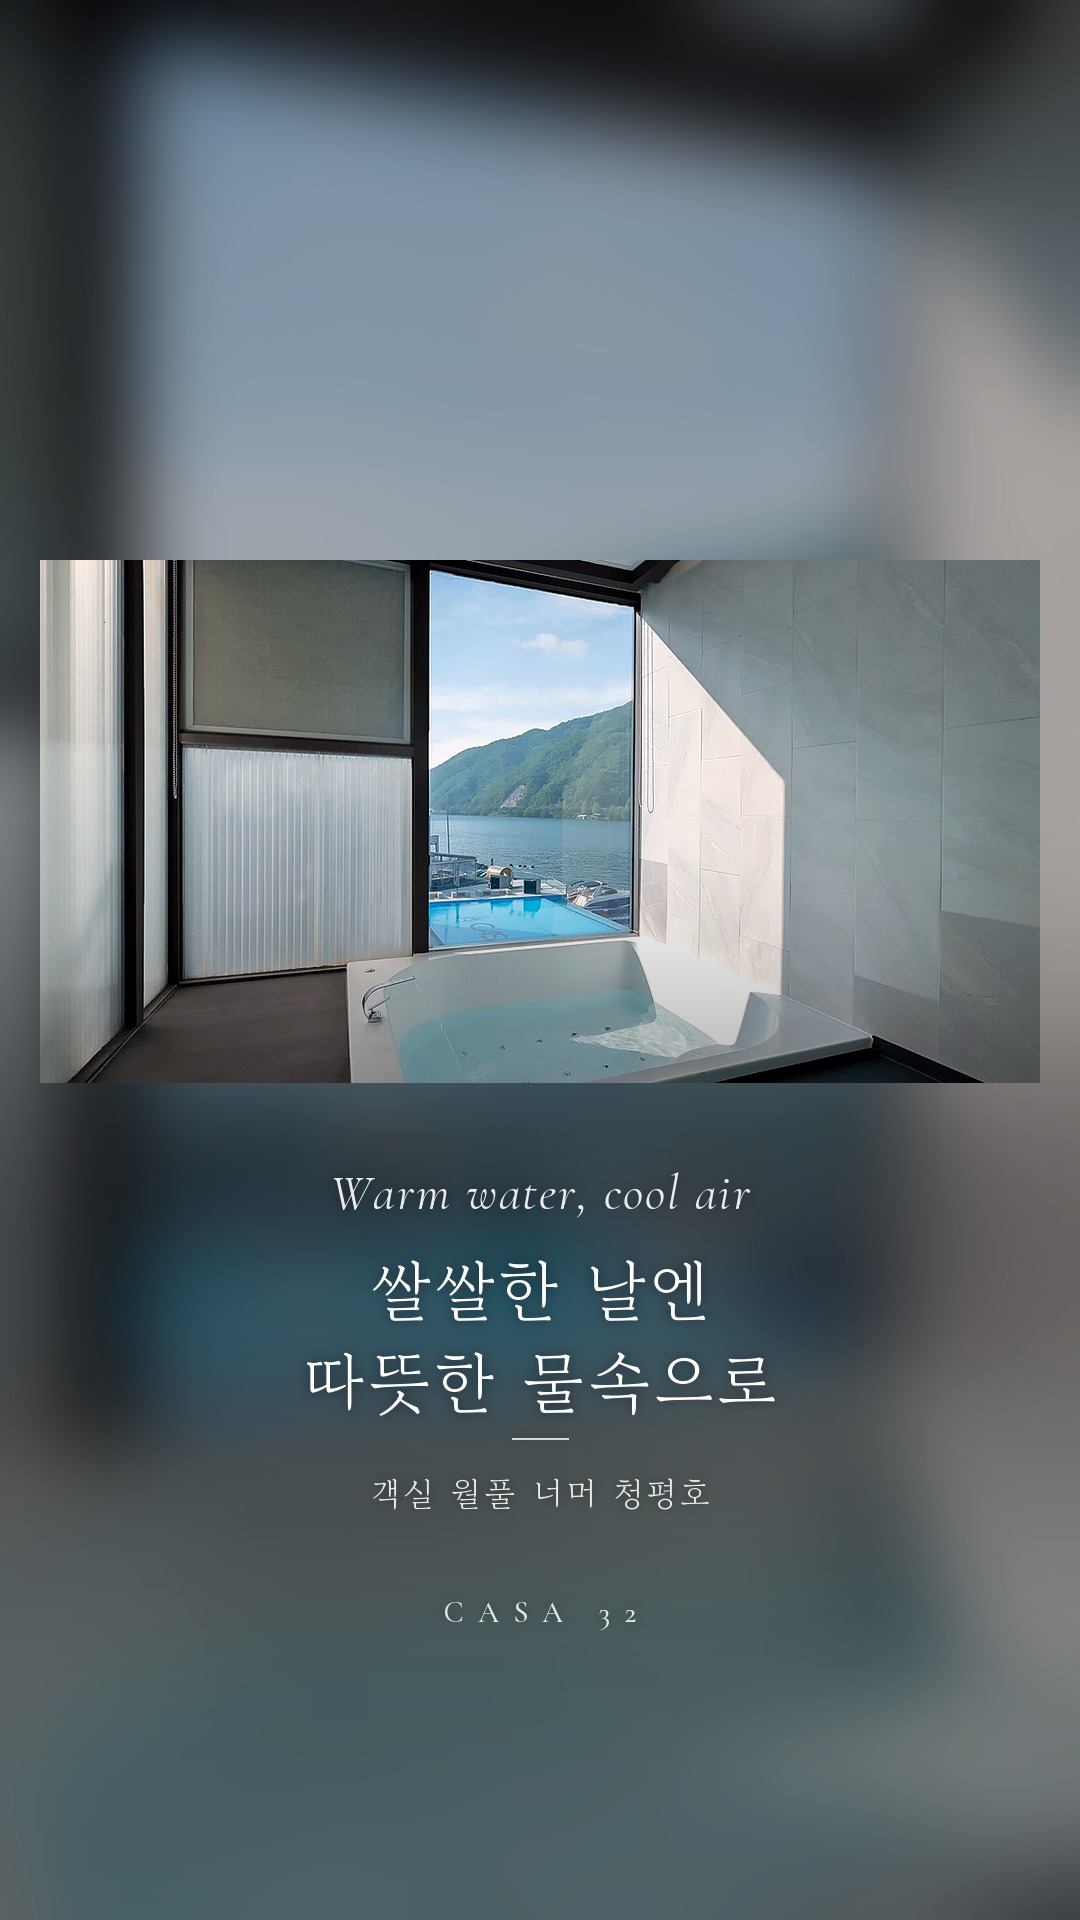 Warm water, cool air
쌀쌀한 날엔
따뜻한 물속으로
객실 월풀 너머 청평호
CASA 32